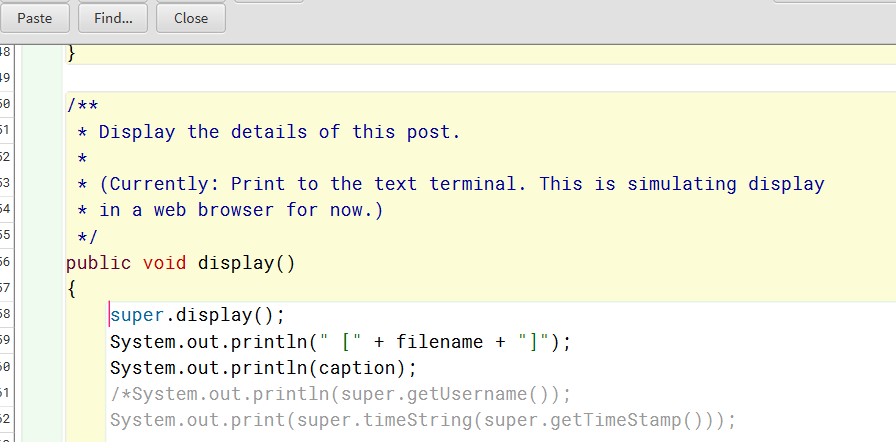 Paste Find... Close
48 }
49
50 /**
51 * Display the details of this post.
52 *
53 * (Currently: Print to the text terminal. This is simulating display
54 * in a web browser for now.)
55 */
56 public void display()
57 {
58 super.display();
59 System.out.println(" [" + filename + "]");
60 System.out.println(caption);
61 /*System.out.println(super.getUsername());
62 System.out.print(super.timeString(super.getTimeStamp()));